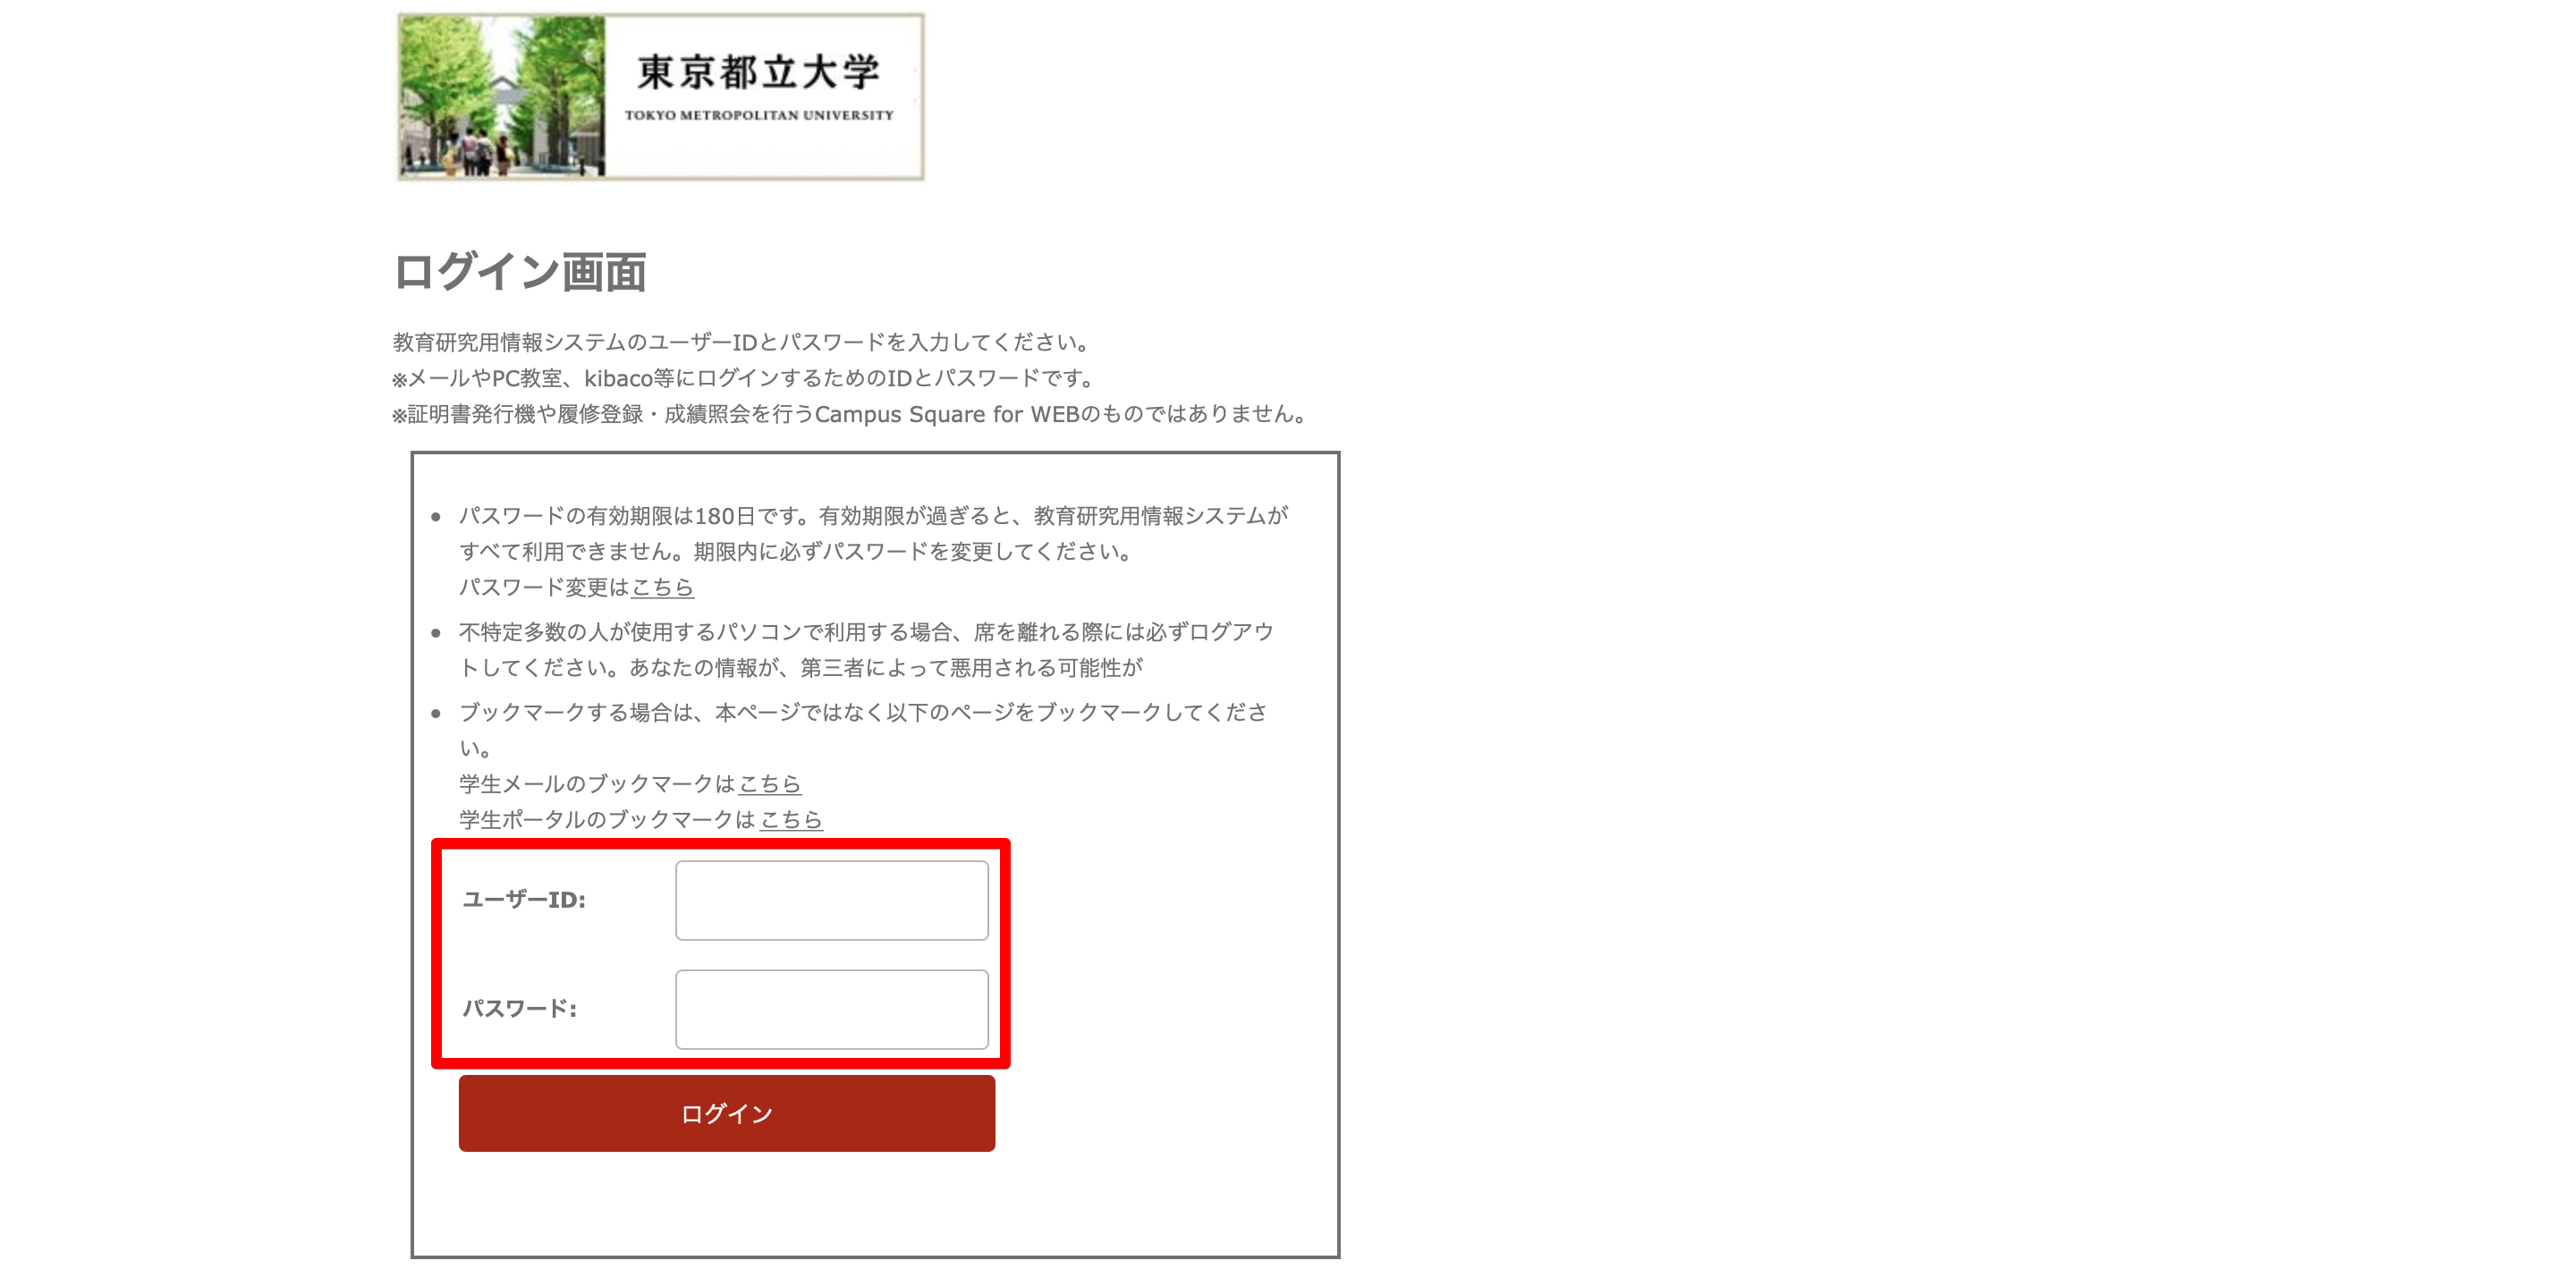 東京都立大学
TOKYO METROPOLITAN UNIVERSITY
ログイン画面
教育研究用情報システムのユーザーIDとパスワードを入力してください。
※メールやPC教室、kibaco等にログインするためのIDとパスワードです。
※証明書発行機や履修登録・成績照会を行うCampus Square for WEBのものではありません。
● パスワードの有効期限は180日です。有効期限が過ぎると、教育研究用情報システムが
すべて利用できません。期限内に必ずパスワードを変更してください。
パスワード変更はこちら
● 不特定多数の人が使用するパソコンで利用する場合、席を離れる際には必ずログアウ
トしてください。あなたの情報が、第三者によって悪用される可能性が
● ブックマークする場合は、本ページではなく以下のページをブックマークしてくださ
い。
学生メールのブックマークはこちら
学生ポータルのブックマークはこちら
ユーザーID:
パスワード:
ログイン